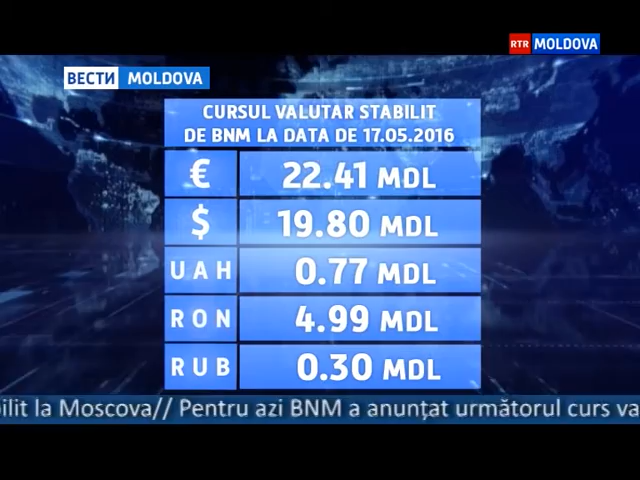 RTR MOLDOVA
ВЕСТИ MOLDOVA
CURSUL VALUTAR STABILIT
DE BNM LA DATA DE 17.05.2016
€ 22.41 MDL
$ 19.80 MDL
UAH 0.77 MDL
RON 4.99 MDL
RUB 0.30 MDL
bilit la Moscova// Pentru azi BNM a anunțat următorul curs va